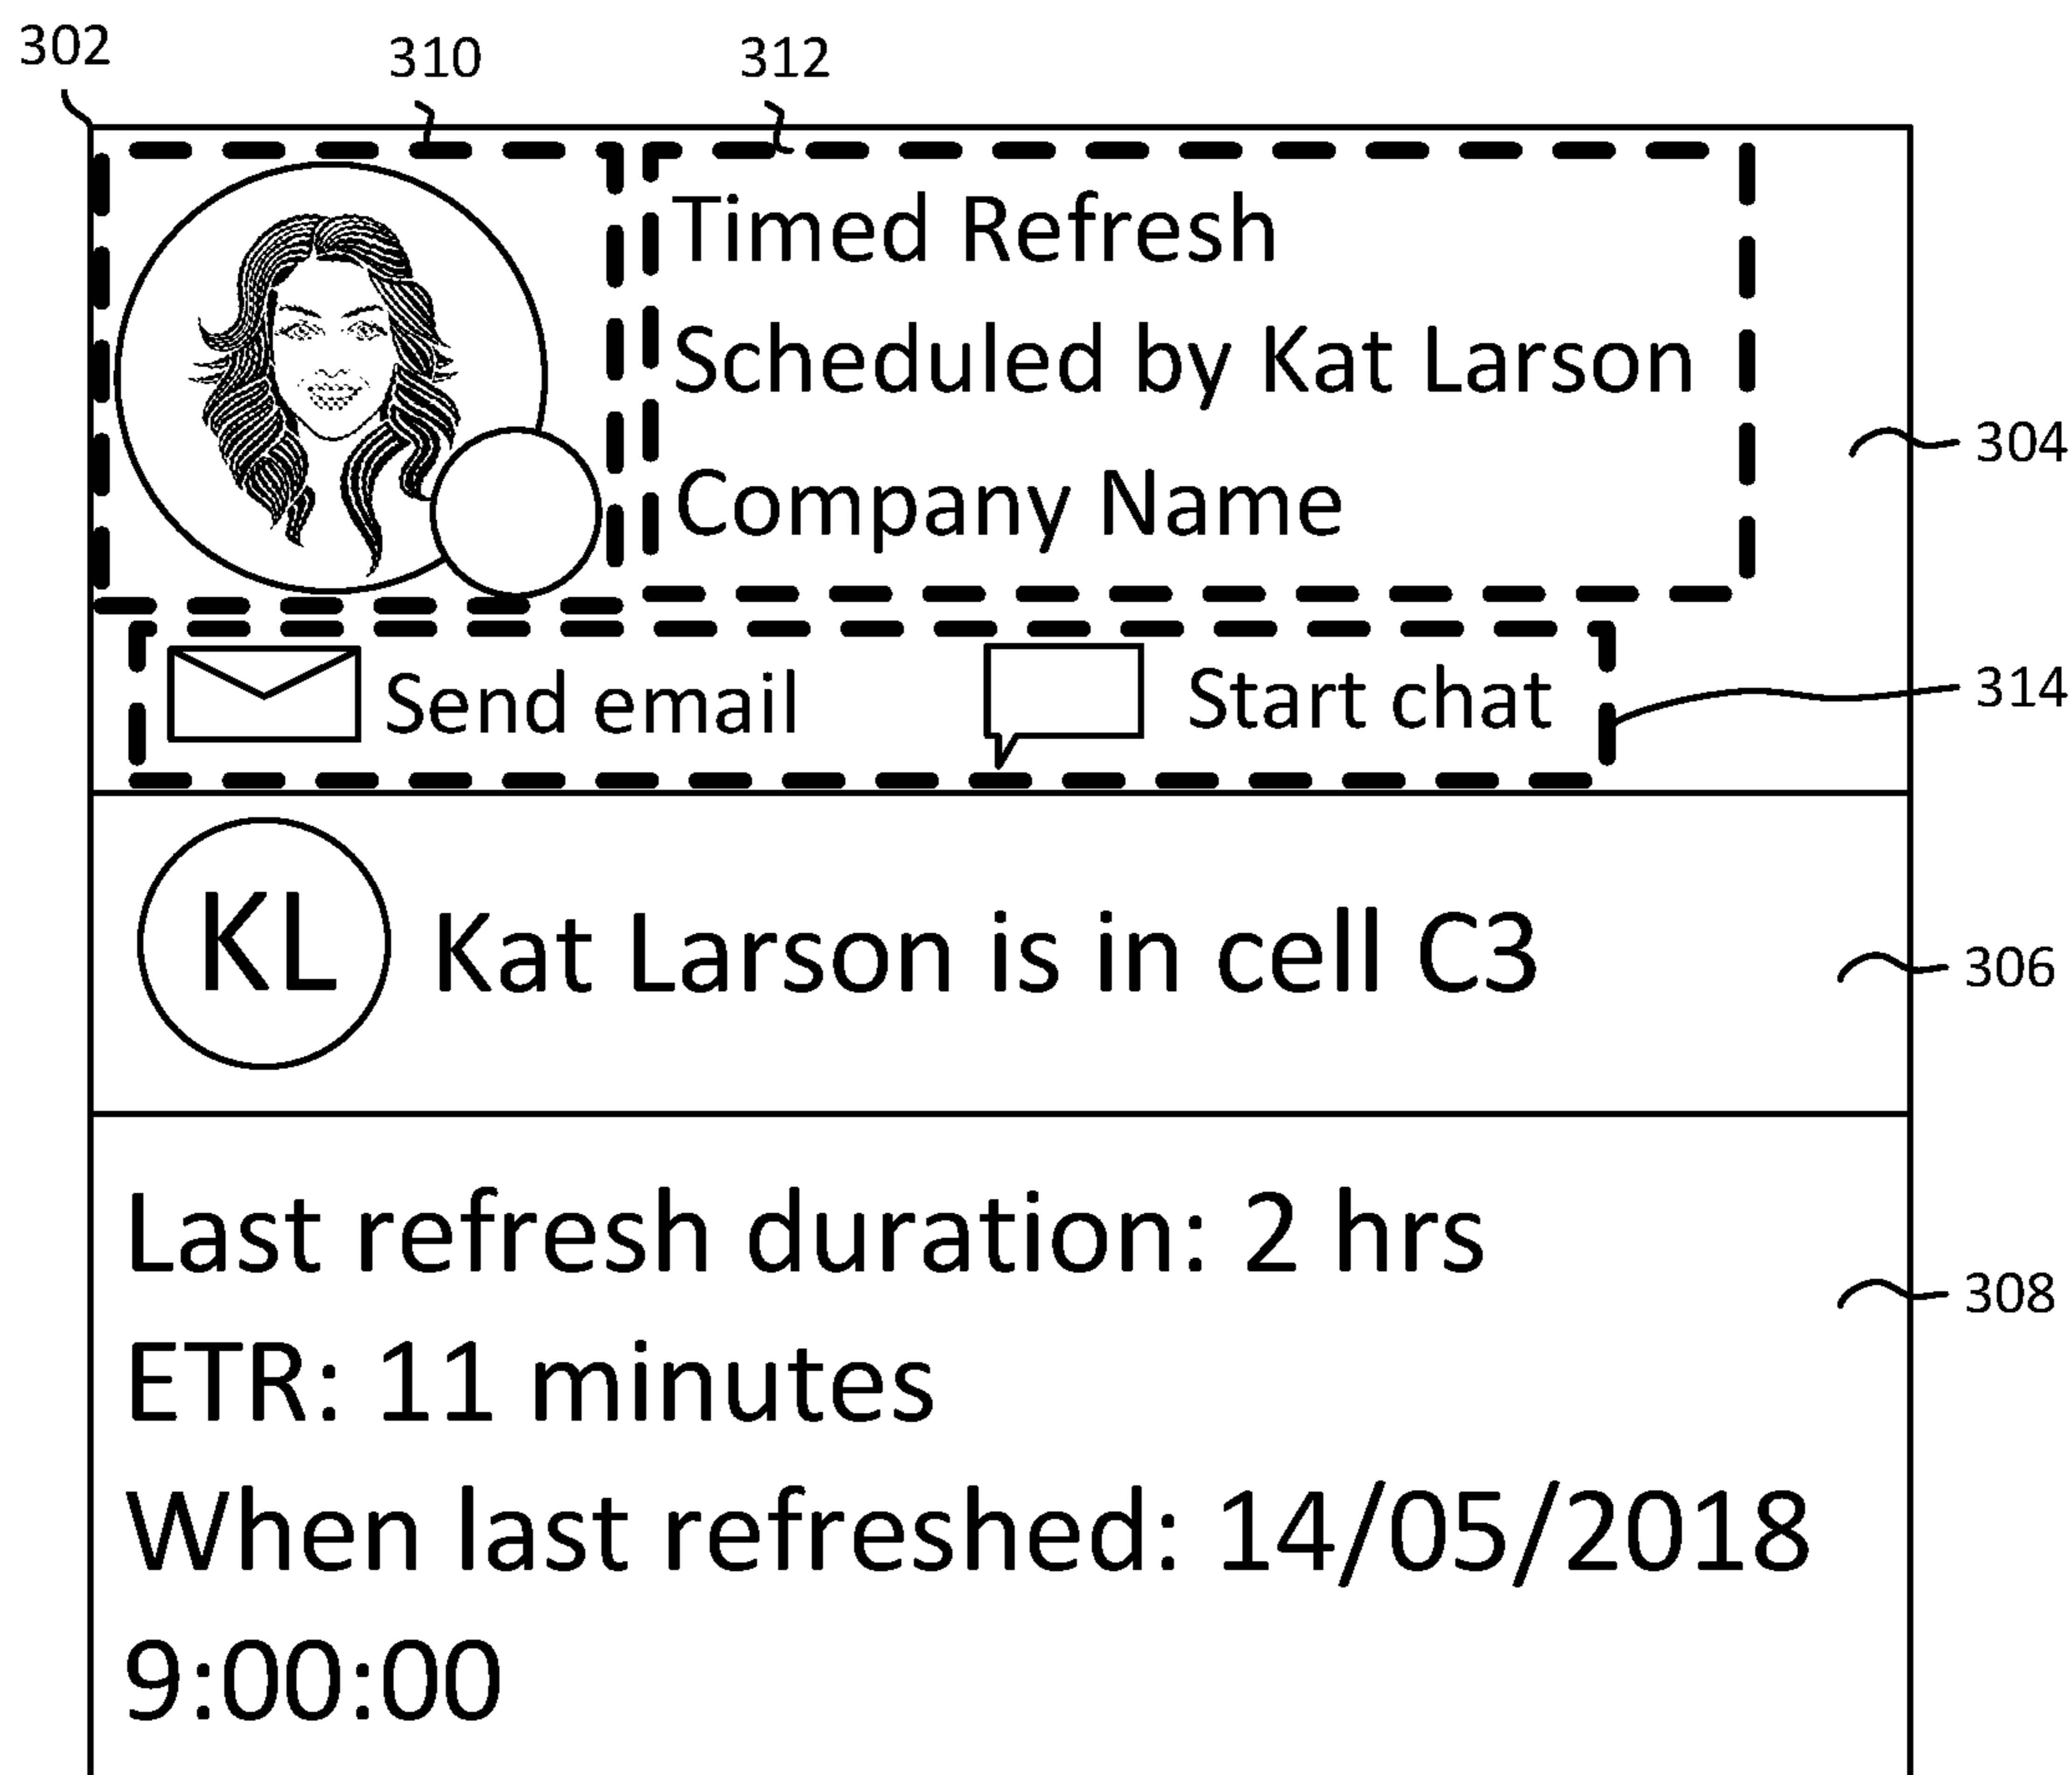 302
310
312
Timed Refresh
Scheduled by Kat Larson
304
Company Name
Send email
Start chat
314
KL
Kat Larson is in cell C3
306
Last refresh duration: 2 hrs
308
ETR: 11 minutes
When last refreshed: 14/05/2018
9:00:00